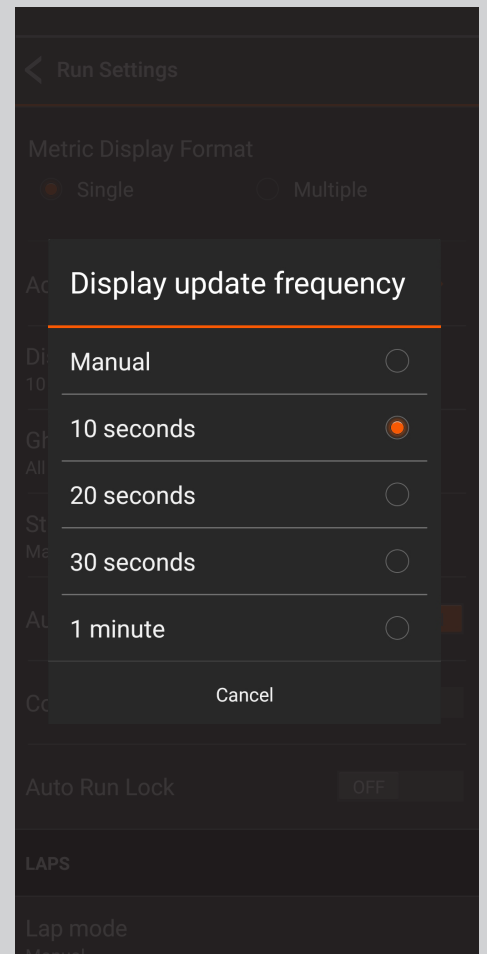 Run Settings
Metric Display Format
Single Multiple
Display update frequency
Manual
10 seconds
20 seconds
30 seconds
1 minute
Cancel
Auto Run Lock OFF
LAPS
Lap mode
Manual